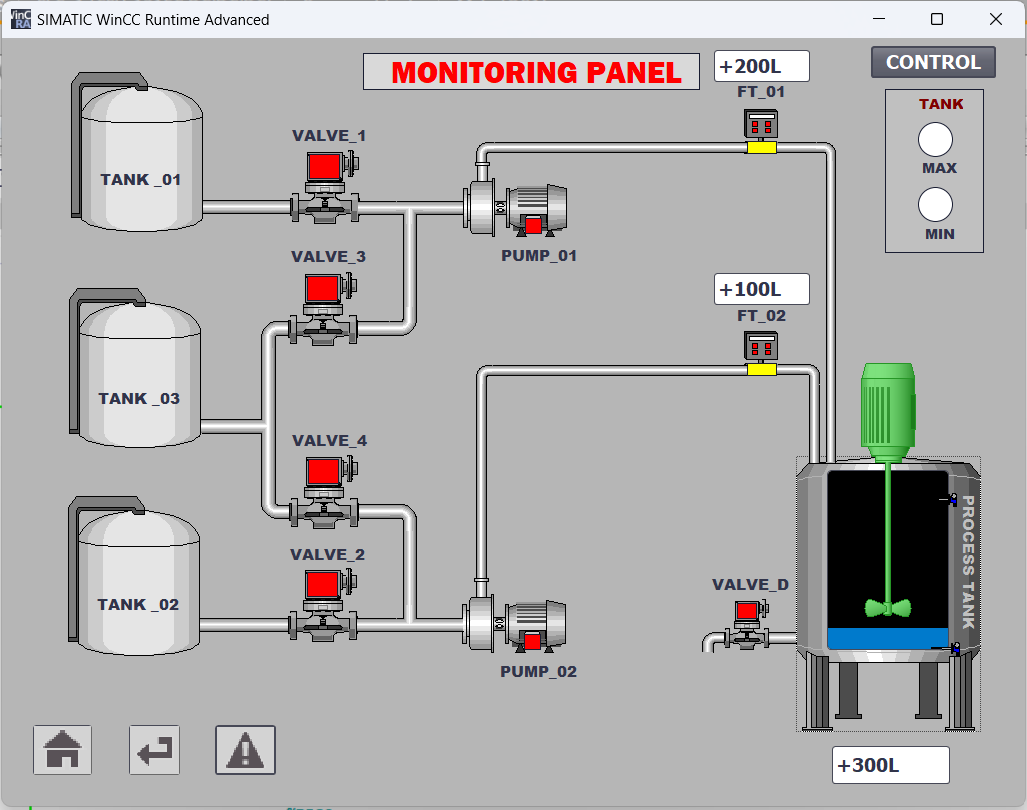 SIMATIC WinCC Runtime Advanced
MONITORING PANEL
+200L
FT_01
CONTROL
TANK
MAX
MIN
TANK _01
VALVE_1
PUMP_01
VALVE_3
+100L
FT_02
TANK _03
VALVE_4
VALVE_2
TANK _02
PUMP_02
VALVE_D
PROCESS TANK
+300L